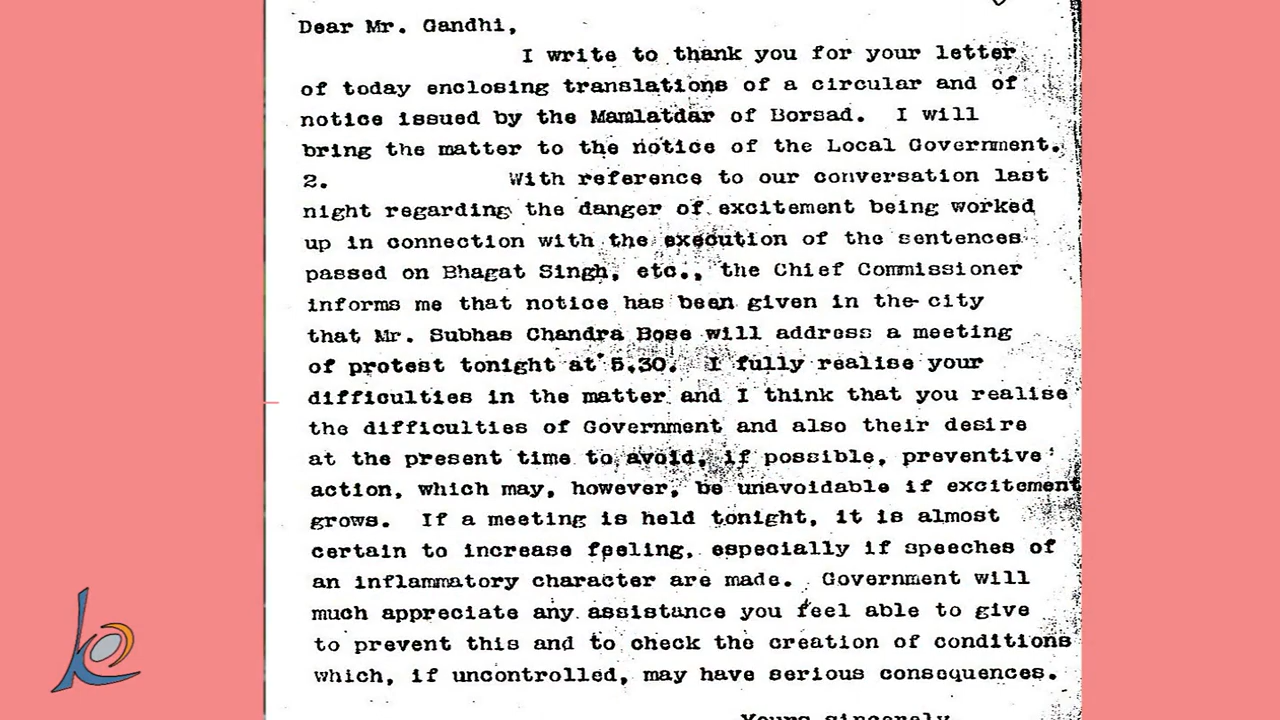 Dear Mr. Gandhi,
I write to thank you for your letter
of today enclosing translations of a circular and of
notice issued by the Mamlatdar of Borsad. I will
bring the matter to the notice of the Local Government.
2. With reference to our conversation last
night regarding the danger of excitement being worked
up in connection with the execution of the sentences
passed on Bhagat Singh, etc., the Chief Commissioner
informs me that notice has been given in the city
that Mr. Subhas Chandra Bose will address a meeting
of protest tonight at 5.30. I fully realise your
difficulties in the matter and I think that you realise
the difficulties of Government and also their desire
at the present time to avoid, if possible, preventive
action, which may, however, be unavoidable if excitement
grows. If a meeting is held tonight, it is almost
certain to increase feeling, especially if speeches of
an inflammatory character are made. Government will
much appreciate any assistance you feel able to give
to prevent this and to check the creation of conditions
which, if uncontrolled, may have serious consequences.
Yours sincerely